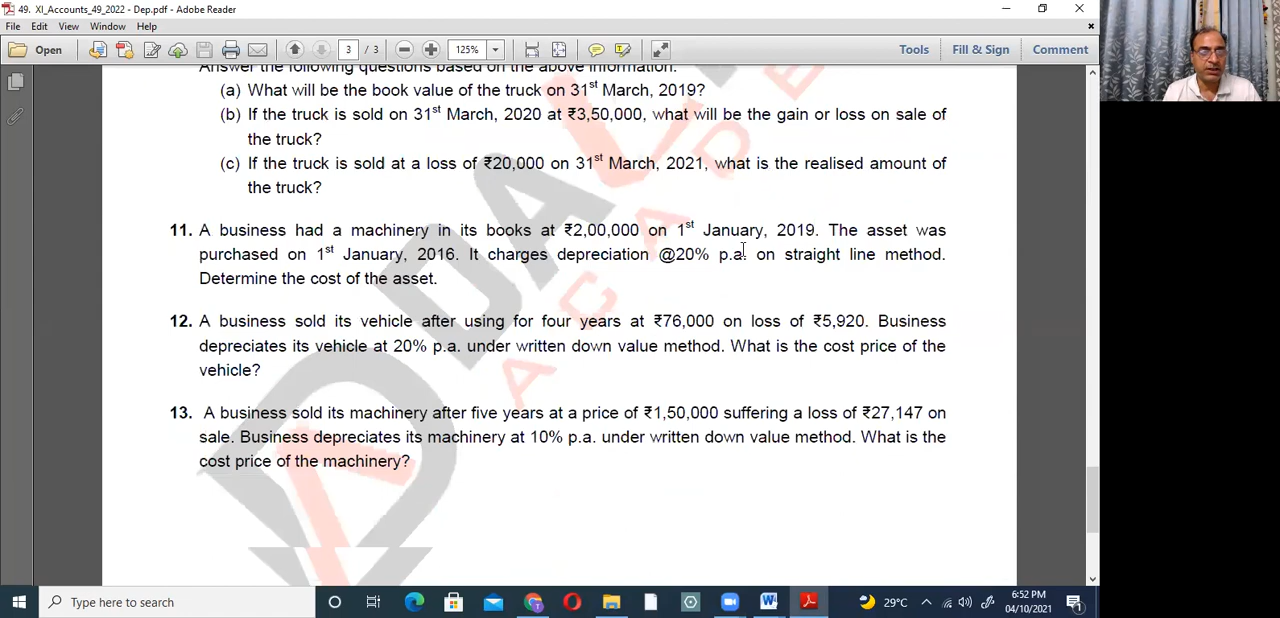 49. XI_Accounts_49_2022 - Dep.pdf - Adobe Reader
File Edit View Window Help
Open 3 / 3 125% Tools Fill & Sign Comment
Answer the following questions based on the above information.
(a) What will be the book value of the truck on 31st March, 2019?
(b) If the truck is sold on 31st March, 2020 at ₹3,50,000, what will be the gain or loss on sale of
the truck?
(c) If the truck is sold at a loss of ₹20,000 on 31st March, 2021, what is the realised amount of
the truck?
11. A business had a machinery in its books at ₹2,00,000 on 1st January, 2019. The asset was
purchased on 1st January, 2016. It charges depreciation @20% p.a. on straight line method.
Determine the cost of the asset.
12. A business sold its vehicle after using for four years at ₹76,000 on loss of ₹5,920. Business
depreciates its vehicle at 20% p.a. under written down value method. What is the cost price of the
vehicle?
13. A business sold its machinery after five years at a price of ₹1,50,000 suffering a loss of ₹27,147 on
sale. Business depreciates its machinery at 10% p.a. under written down value method. What is the
cost price of the machinery?
Type here to search
29°C
6:52 PM
04/10/2021